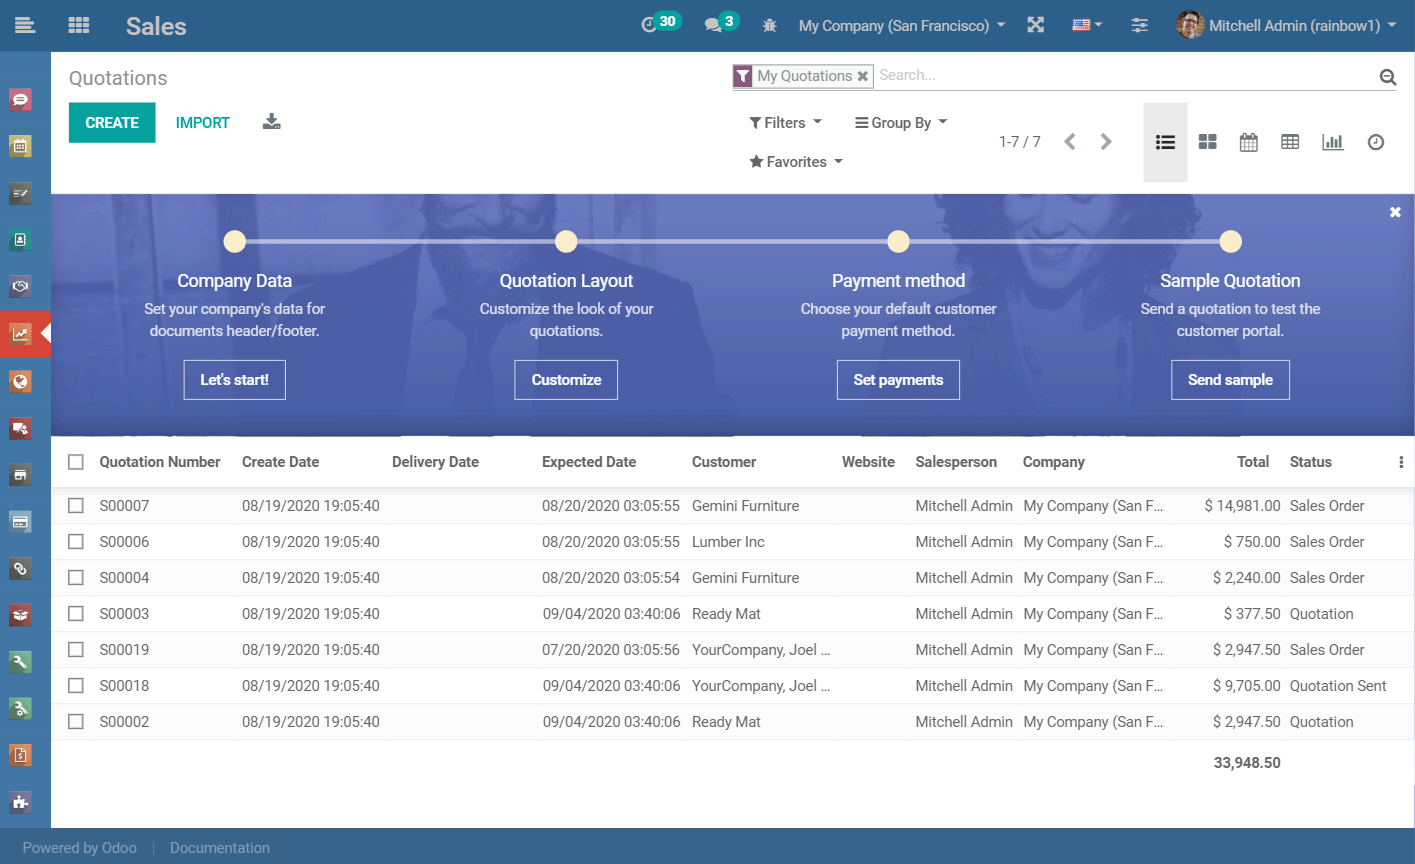 Sales
30
3
My Company (San Francisco)
Mitchell Admin (rainbow1)
Quotations
My Quotations
Search...
CREATE
IMPORT
Filters
Group By
Favorites
1-7 / 7
Company Data
Set your company's data for
documents header/footer.
Let's start!
Quotation Layout
Customize the look of your
quotations.
Customize
Payment method
Choose your default customer
payment method.
Set payments
Sample Quotation
Send a quotation to test the
customer portal.
Send sample
Quotation Number Create Date Delivery Date Expected Date Customer Website Salesperson Company Total Status
S00007 08/19/2020 19:05:40 08/20/2020 03:05:55 Gemini Furniture Mitchell Admin My Company (San F... $ 14,981.00 Sales Order
S00006 08/19/2020 19:05:40 08/20/2020 03:05:55 Lumber Inc Mitchell Admin My Company (San F... $ 750.00 Sales Order
S00004 08/19/2020 19:05:40 08/20/2020 03:05:54 Gemini Furniture Mitchell Admin My Company (San F... $ 2,240.00 Sales Order
S00003 08/19/2020 19:05:40 09/04/2020 03:40:06 Ready Mat Mitchell Admin My Company (San F... $ 377.50 Quotation
S00019 08/19/2020 19:05:40 07/20/2020 03:05:56 YourCompany, Joel ... Mitchell Admin My Company (San F... $ 2,947.50 Sales Order
S00018 08/19/2020 19:05:40 09/04/2020 03:40:06 YourCompany, Joel ... Mitchell Admin My Company (San F... $ 9,705.00 Quotation Sent
S00002 08/19/2020 19:05:40 09/04/2020 03:40:06 Ready Mat Mitchell Admin My Company (San F... $ 2,947.50 Quotation
33,948.50
Powered by Odoo | Documentation